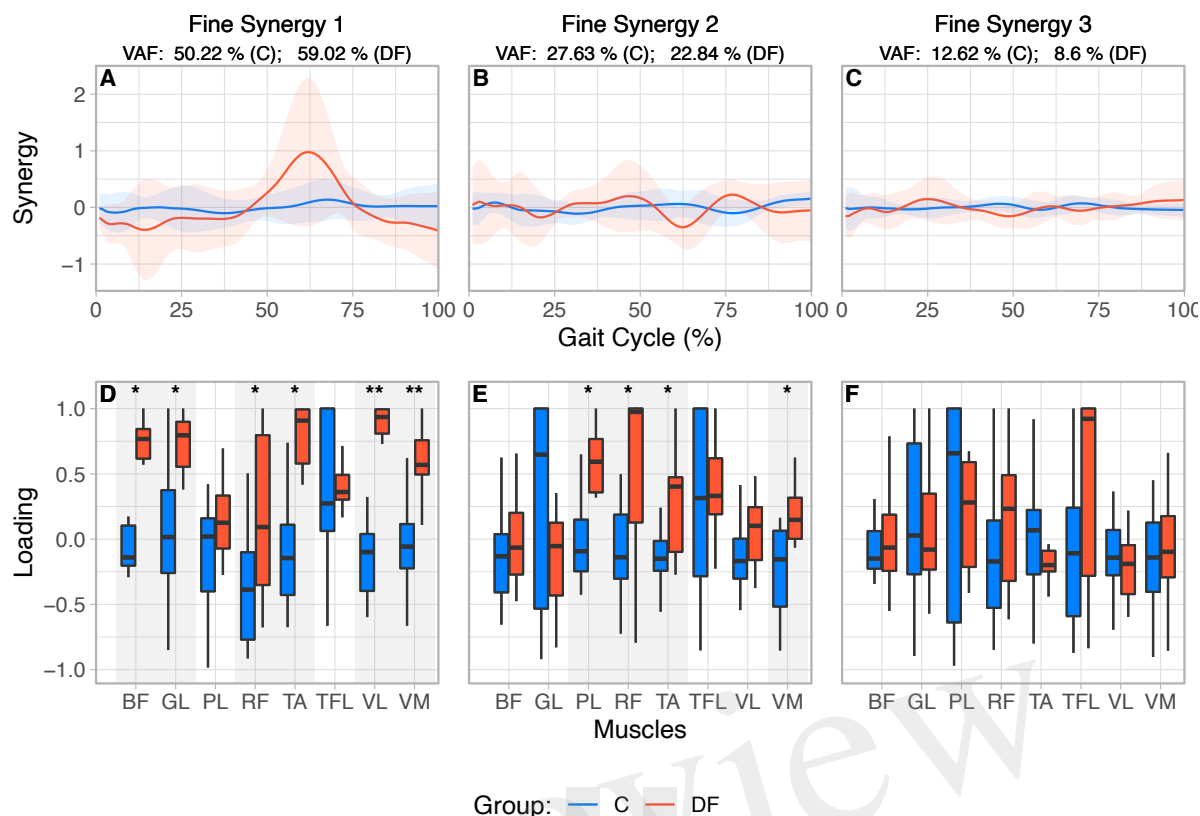 Fine Synergy 1 Fine Synergy 2 Fine Synergy 3
VAF: 50.22 % (C); 59.02 % (DF) VAF: 27.63 % (C); 22.84 % (DF) VAF: 12.62 % (C); 8.6 % (DF)
A B C
Synergy
2
1
0
−1
0 25 50 75 100 0 25 50 75 100 0 25 50 75 100
Gait Cycle (%)
D * * * * ** ** E * * * * F
Loading
1.0
0.5
0.0
−0.5
−1.0
BF GL PL RF TA TFL VL VM BF GL PL RF TA TFL VL VM BF GL PL RF TA TFL VL VM
Muscles
Group: C DF